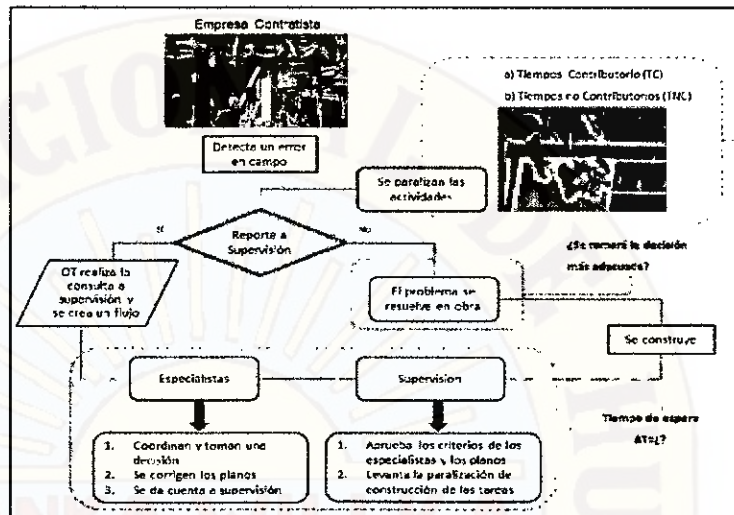 Empresa Contratista
a) Tiempos Contributorio (TC)
b) Tiempos no Contributorios (TNC)
Detecta un error
en campo
Se paralizan las
actividades
Reporte a
Supervisión
Si
No
¿Se tomará la decisión
más adecuada?
OT realiza la
consulta a
supervisión y
se crea un flujo
El problema se
resuelve en obra
Se construye
Especialistas
Supervision
Tiempo de espera
ΔT=¿?
1. Coordinan y toman una
decisión
2. Se corrigen los planos
3. Se da cuenta a supervisión
1. Aprueba los criterios de los
especialistas y los planos
2. Levanta la paralización de
construcción de las tareas